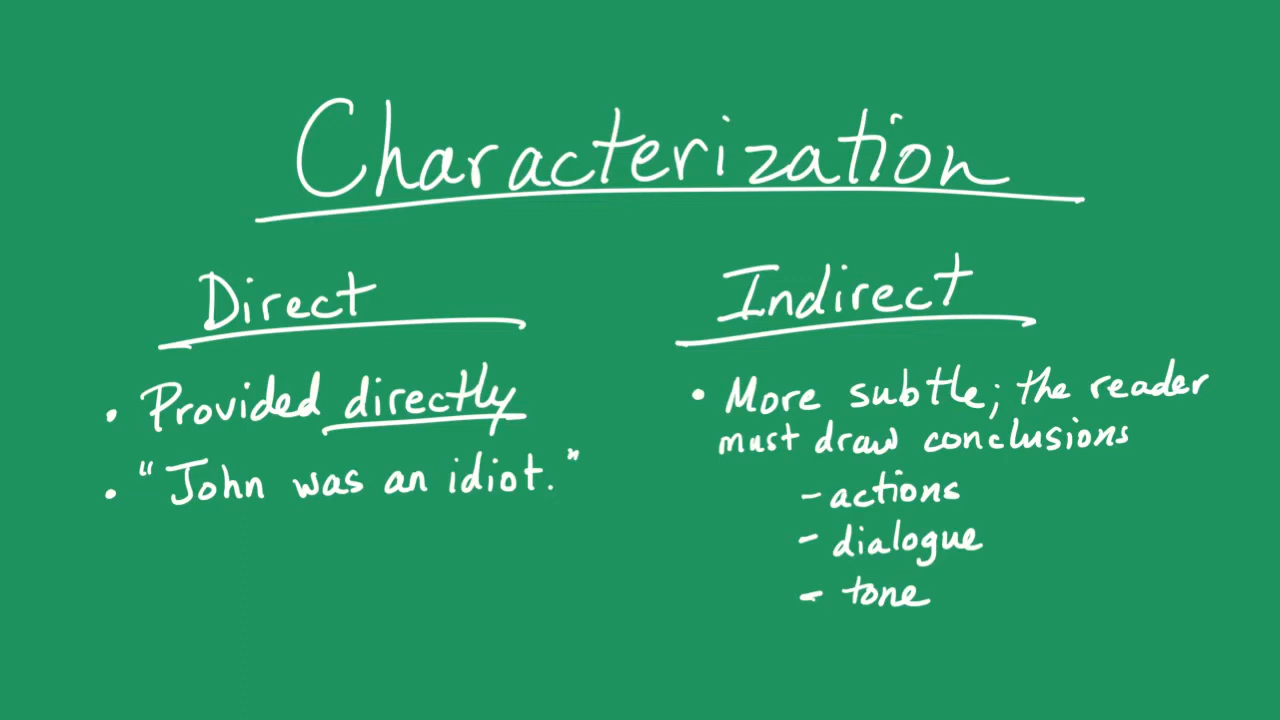 Characterization
Direct
• Provided directly
• "John was an idiot."
Indirect
• More subtle; the reader
must draw conclusions
- actions
- dialogue
- tone